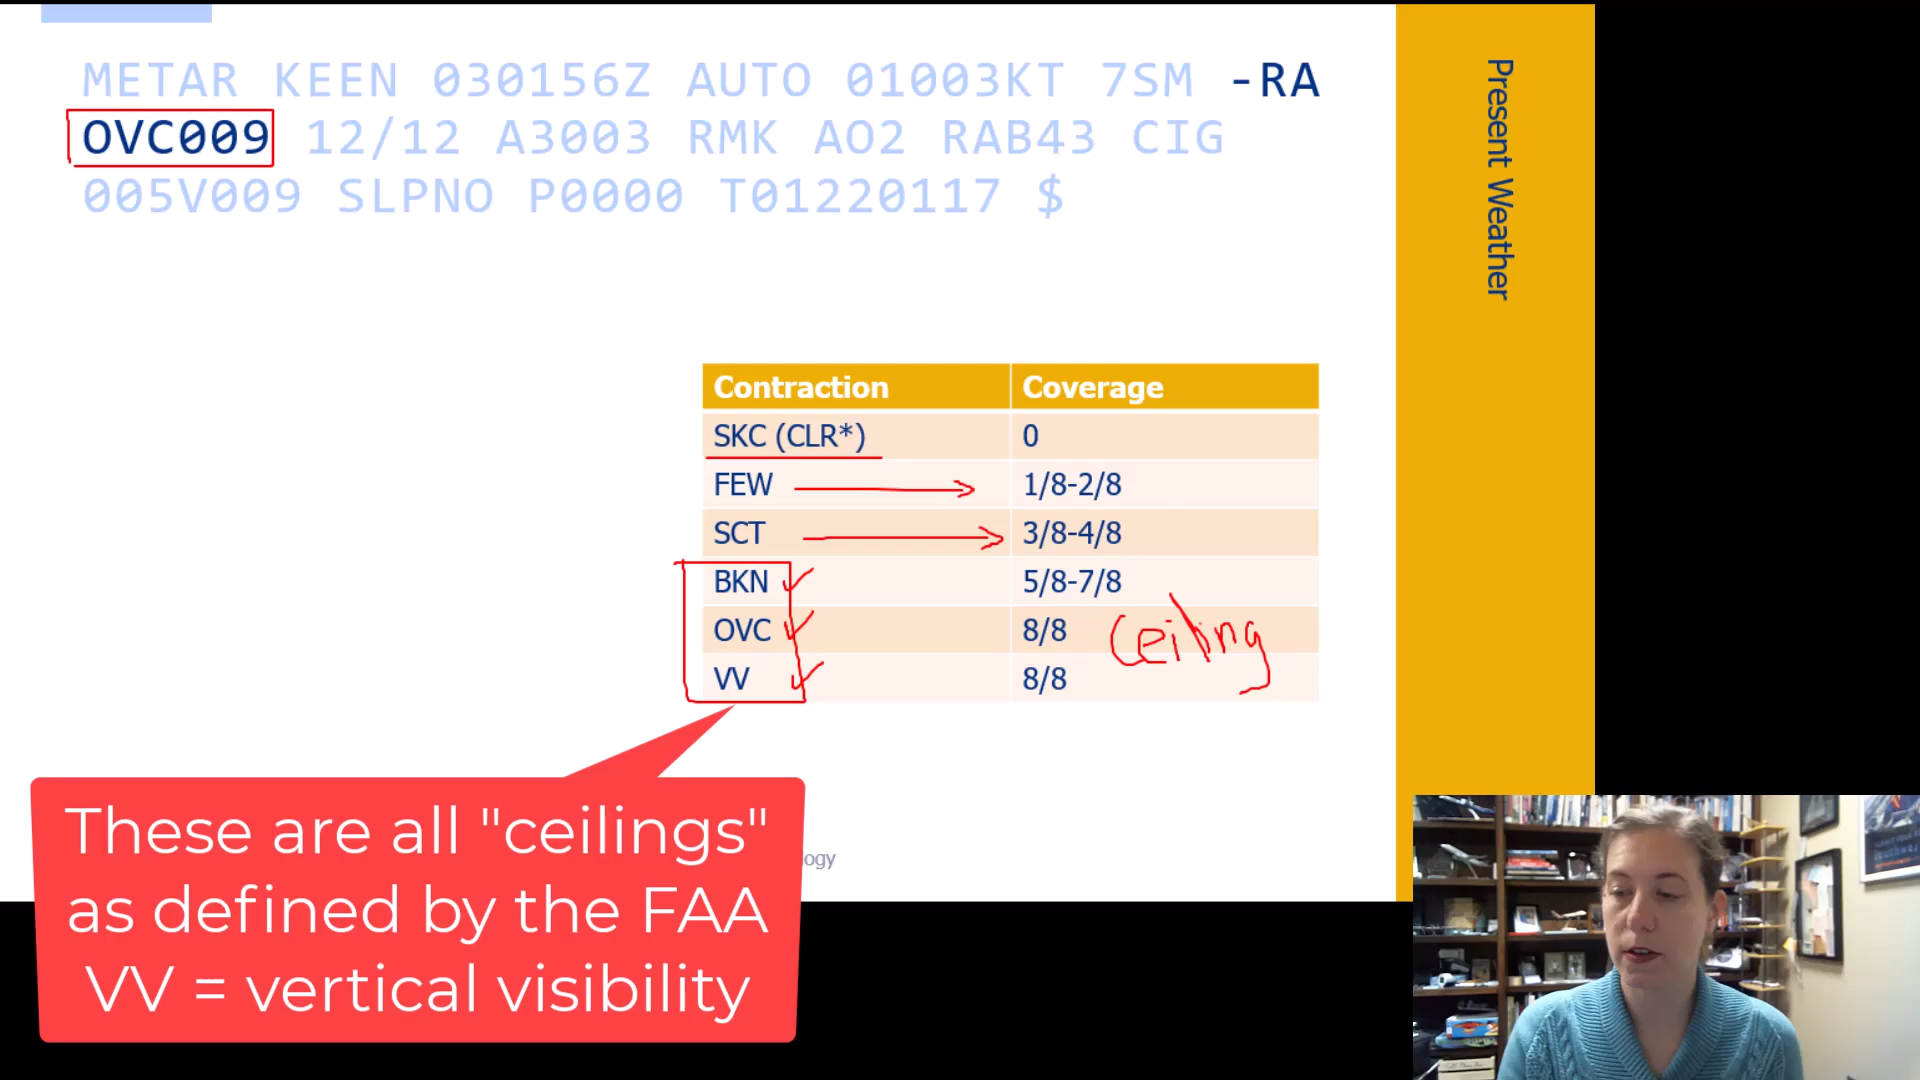 METAR KEEN 030156Z AUTO 01003KT 7SM -RA
OVC009 12/12 A3003 RMK AO2 RAB43 CIG
005V009 SLPNO P0000 T01220117 $
Present Weather
Contraction Coverage
SKC (CLR*) 0
FEW 1/8-2/8
SCT 3/8-4/8
BKN 5/8-7/8
OVC 8/8
VV 8/8
Ceiling
These are all "ceilings"
as defined by the FAA
VV = vertical visibility
ogy